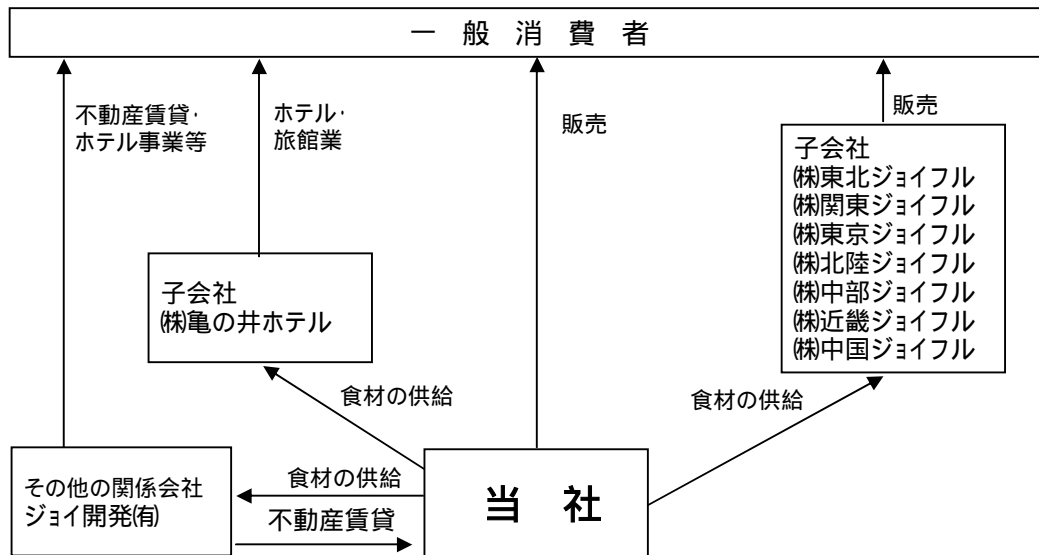 一般消費者
不動産賃貸・
ホテル事業等
ホテル・
旅館業
販売
販売
子会社
㈱東北ジョイフル
㈱関東ジョイフル
㈱東京ジョイフル
㈱北陸ジョイフル
㈱中部ジョイフル
㈱近畿ジョイフル
㈱中国ジョイフル
子会社
㈱亀の井ホテル
食材の供給
食材の供給
その他の関係会社
ジョイ開発㈲
食材の供給
不動産賃貸
当社